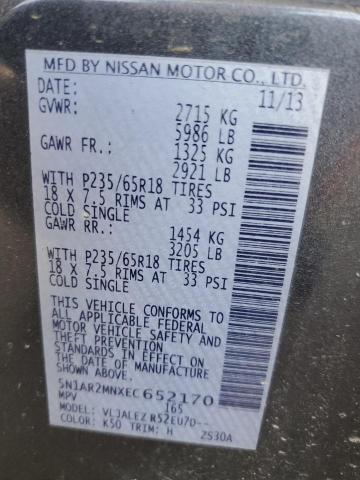 MFD BY NISSAN MOTOR CO., LTD.
DATE: 11/13
GVWR: 2715 KG
5986 LB
GAWR FR.: 1325 KG
2921 LB
WITH P235/65R18 TIRES
18 X 7.5 RIMS AT 33 PSI
COLD SINGLE
GAWR RR.: 1454 KG
3205 LB
WITH P235/65R18 TIRES
18 X 7.5 RIMS AT 33 PSI
COLD SINGLE
THIS VEHICLE CONFORMS TO
ALL APPLICABLE FEDERAL
MOTOR VEHICLE SAFETY AND
THEFT PREVENTION
STANDARDS IN EFFECT ON
THE DATE OF MANUFACTURE
SHOWN ABOVE.
5N1AR2MNXEC652170
MPV 165
MODEL: VLJALEZ R52EU7D--
COLOR: K50 TRIM: H 2S30A